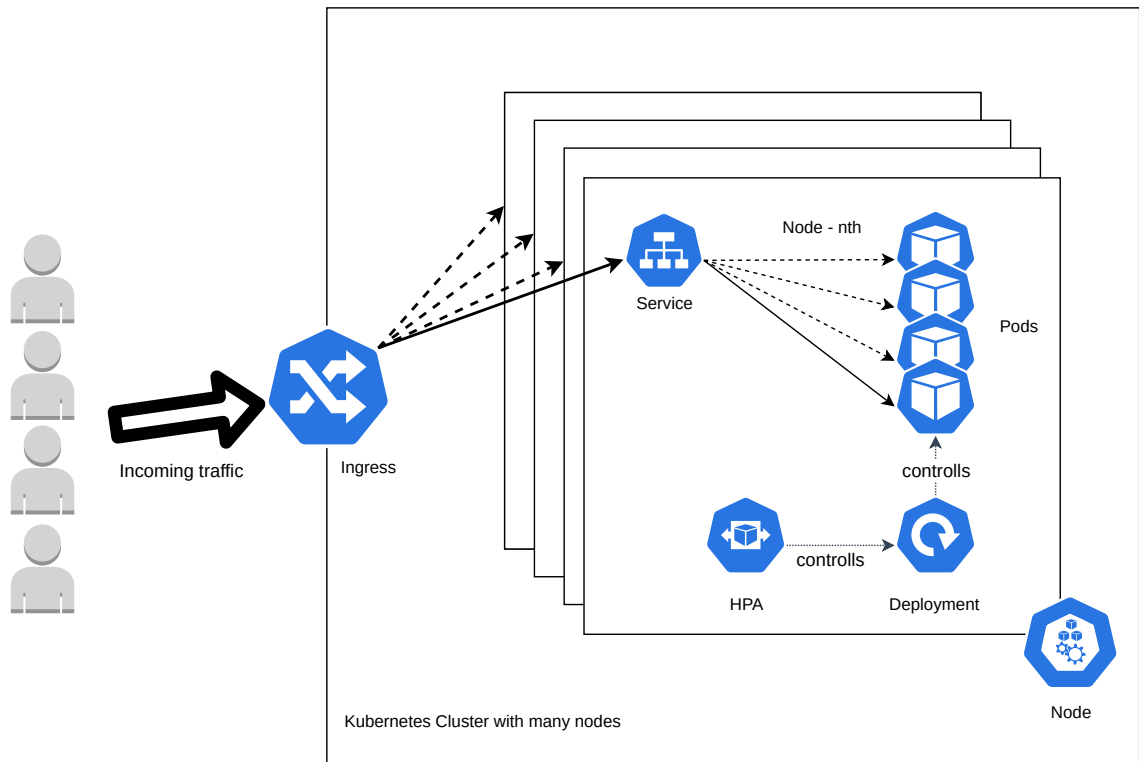 Node - nth
Service
Pods
Incoming traffic
Ingress
controlls
controlls
HPA
Deployment
Node
Kubernetes Cluster with many nodes